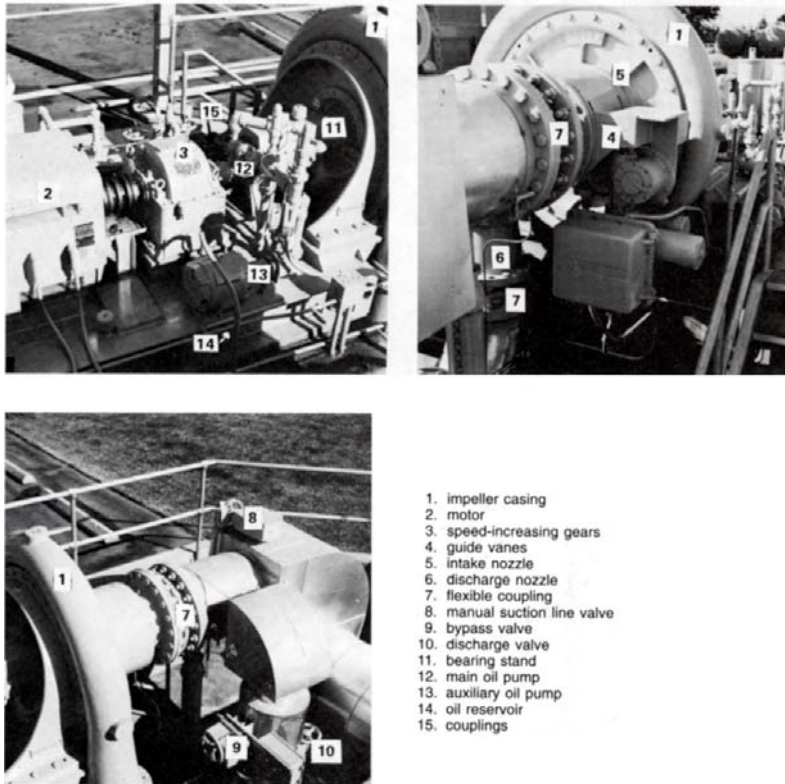 1
2
3
15
12
11
13
14
1
5
4
7
6
7
1
7
8
9
10
1. impeller casing
2. motor
3. speed-increasing gears
4. guide vanes
5. intake nozzle
6. discharge nozzle
7. flexible coupling
8. manual suction line valve
9. bypass valve
10. discharge valve
11. bearing stand
12. main oil pump
13. auxiliary oil pump
14. oil reservoir
15. couplings